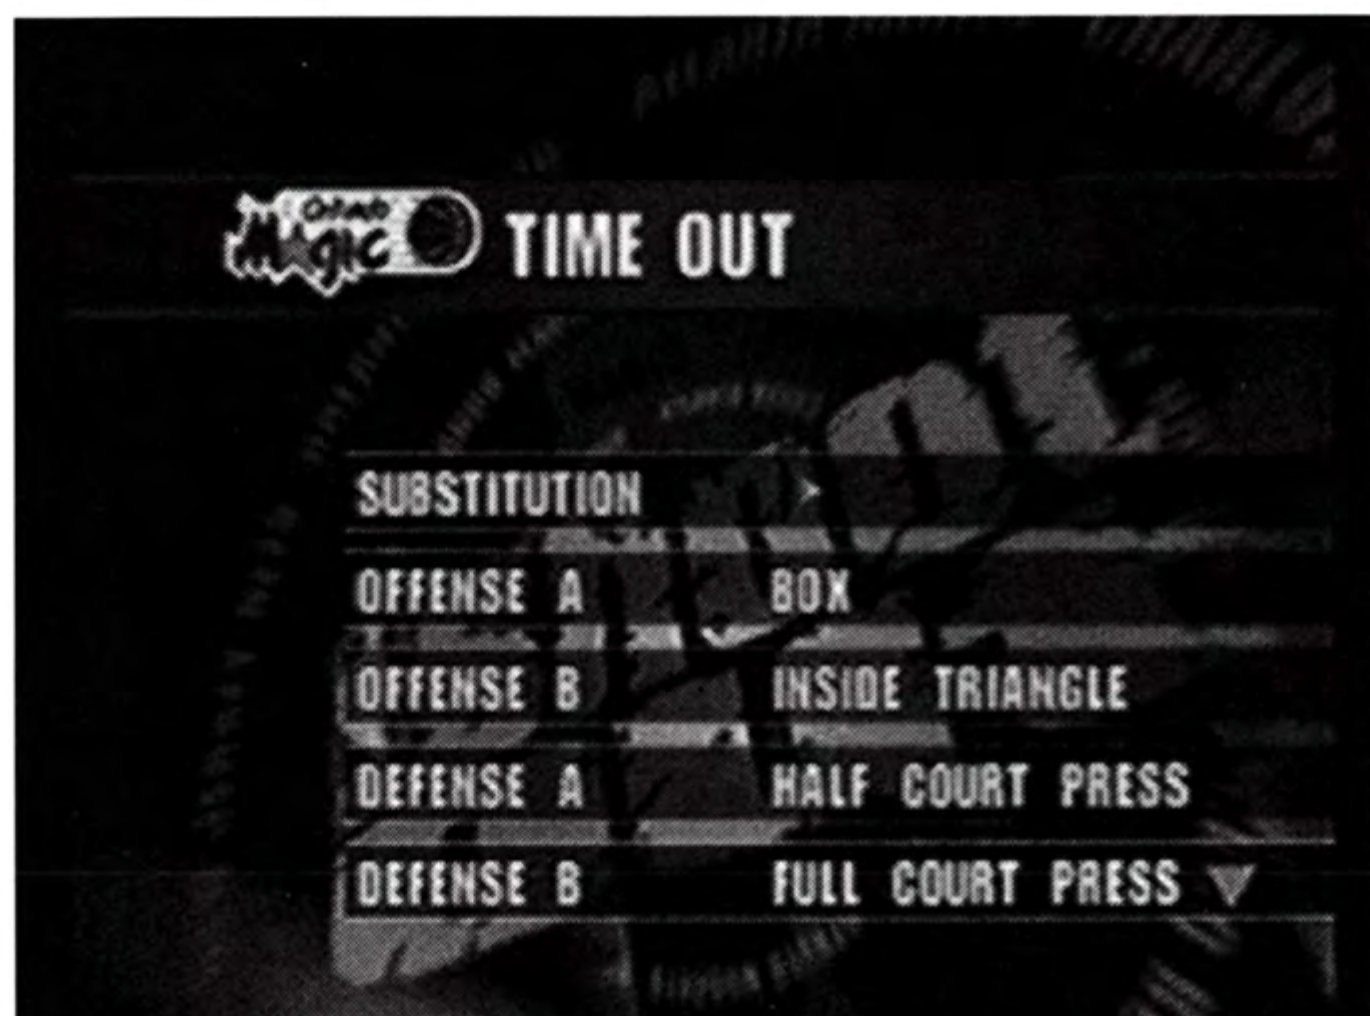 MAGIC
TIME OUT
SUBSTITUTION >
OFFENSE A BOX
OFFENSE B INSIDE TRIANGLE
DEFENSE A HALF COURT PRESS
DEFENSE B FULL COURT PRESS